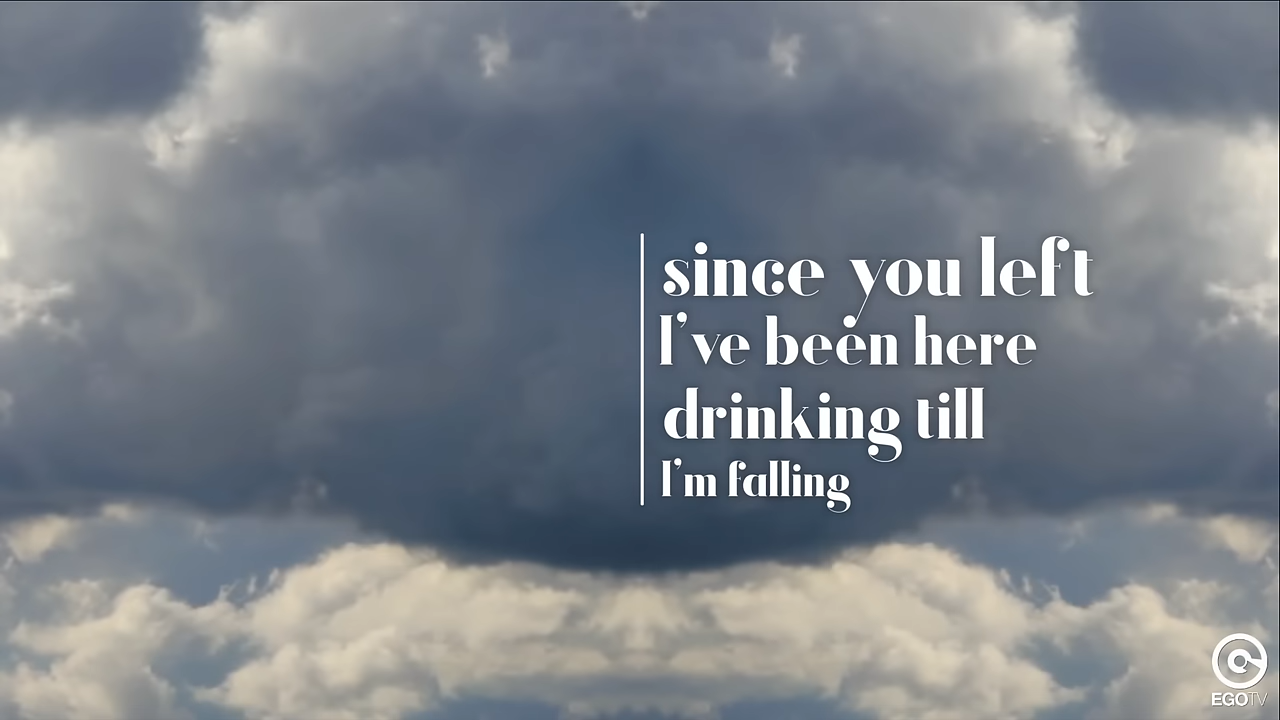 since you left
I've been here
drinking till
I'm falling
EGOTV